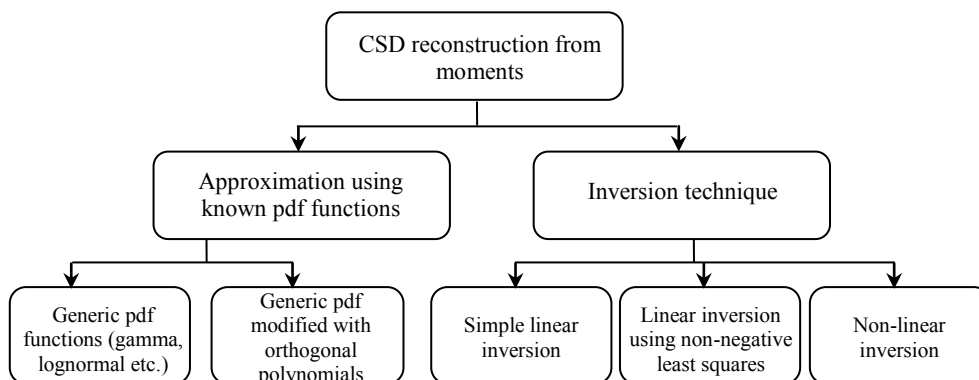 CSD reconstruction from
moments
Approximation using
known pdf functions
Inversion technique
Generic pdf
functions (gamma,
lognormal etc.)
Generic pdf
modified with
orthogonal
polynomials
Simple linear
inversion
Linear inversion
using non-negative
least squares
Non-linear
inversion